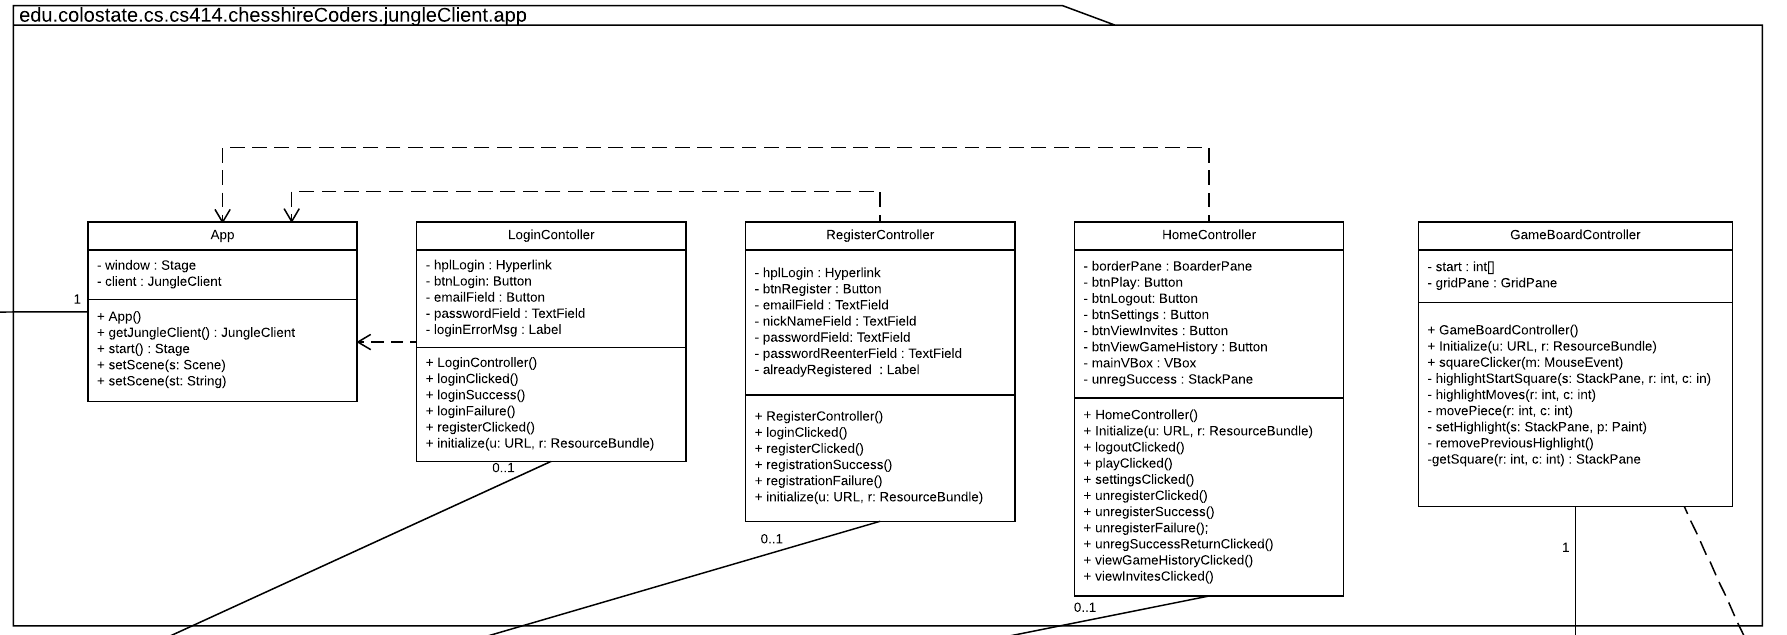 edu.colostate.cs.cs414.chesshireCoders.jungleClient.app
App
- window : Stage
- client : JungleClient
+ App()
+ getJungleClient() : JungleClient
+ start() : Stage
+ setScene(s: Scene)
+ setScene(st: String)
1
LoginContoller
- hplLogin : Hyperlink
- btnLogin: Button
- emailField : Button
- passwordField : TextField
- loginErrorMsg : Label
+ LoginController()
+ loginClicked()
+ loginSuccess()
+ loginFailure()
+ registerClicked()
+ initialize(u: URL, r: ResourceBundle)
0..1
RegisterController
- hplLogin : Hyperlink
- btnRegister : Button
- emailField : TextField
- nickNameField : TextField
- passwordField: TextField
- passwordReenterField : TextField
- alreadyRegistered  : Label
+ RegisterController()
+ loginClicked()
+ registerClicked()
+ registrationSuccess()
+ registrationFailure()
+ initialize(u: URL, r: ResourceBundle)
0..1
HomeController
- borderPane : BoarderPane
- btnPlay: Button
- btnLogout: Button
- btnSettings : Button
- btnViewInvites : Button
- btnViewGameHistory : Button
- mainVBox : VBox
- unregSuccess : StackPane
+ HomeController()
+ Initialize(u: URL, r: ResourceBundle)
+ logoutClicked()
+ playClicked()
+ settingsClicked()
+ unregisterClicked()
+ unregisterSuccess()
+ unregisterFailure();
+ unregSuccessReturnClicked()
+ viewGameHistoryClicked()
+ viewInvitesClicked()
0..1
GameBoardController
- start : int[]
- gridPane : GridPane
+ GameBoardController()
+ Initialize(u: URL, r: ResourceBundle)
+ squareClicker(m: MouseEvent)
- highlightStartSquare(s: StackPane, r: int, c: in)
- highlightMoves(r: int, c: int)
- movePiece(r: int, c: int)
- setHighlight(s: StackPane, p: Paint)
- removePreviousHighlight()
-getSquare(r: int, c: int) : StackPane
1